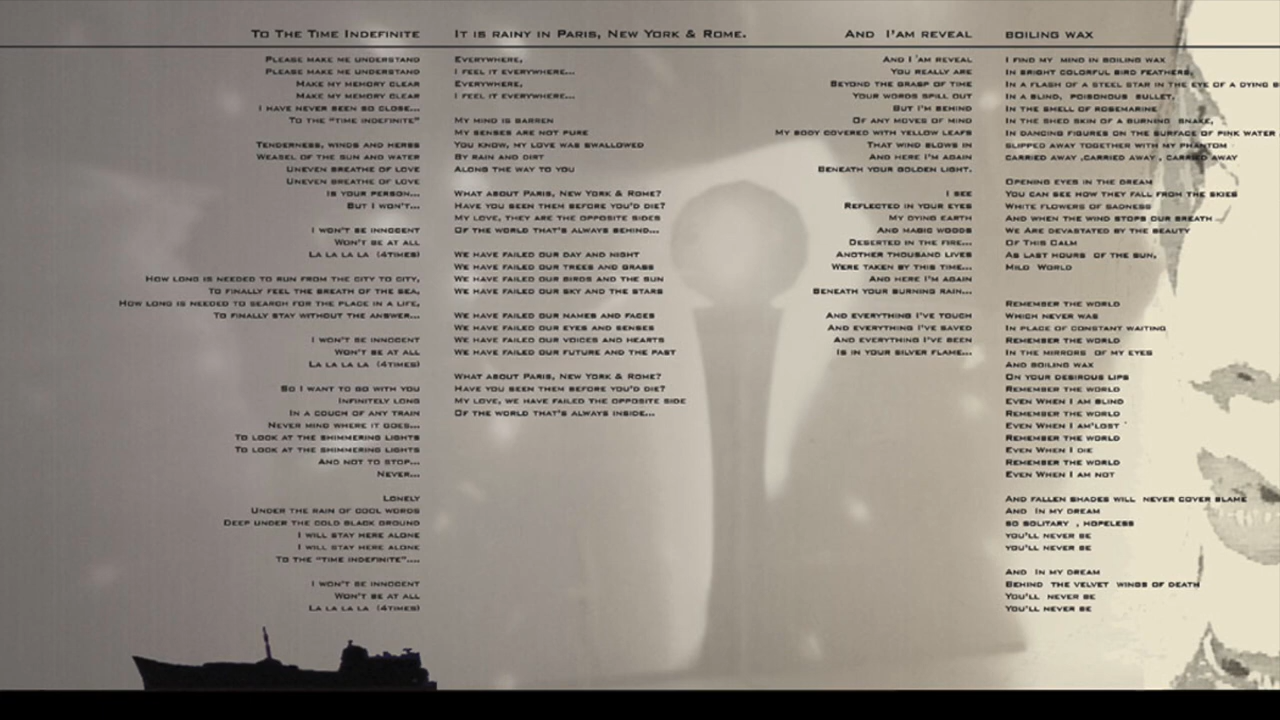 To The Time Indefinite
Please make me understand
Please make me understand
Make my memory clear
Make my memory clear
I have never been so close...
To the "time indefinite"
Tenderness, winds and herbs
Weasel of the sun and water
Uneven breathe of love
Uneven breathe of love
Is your person...
But I won't...
I won't be innocent
Won't be at all
La la la la (4times)
How long is needed to run from the city to city,
To finally feel the breath of the sea,
How long is needed to search for the place in a life,
To finally stay without the answer...
I won't be innocent
Won't be at all
La la la la (4times)
So I want to go with you
Infinitely long
In a couch of any train
Never mind where it goes...
To look at the shimmering lights
To look at the shimmering lights
And not to stop...
Never...
Lonely
Under the rain of cool words
Deep under the cold black ground
I will stay here alone
I will stay here alone
To the "time indefinite"....
I won't be innocent
Won't be at all
La la la la (4times)
It is rainy in Paris, New York & Rome.
Everywhere,
I feel it everywhere...
Everywhere,
I feel it everywhere...
My mind is barren
My senses are not pure
You know, my love was swallowed
By rain and dirt
Along the way to you
What about Paris, New York & Rome?
Have you seen them before you'd die?
My love, they are the opposite sides
Of the world that's always behind...
We have failed our day and night
We have failed our trees and grass
We have failed our birds and the sun
We have failed our sky and the stars
We have failed our names and faces
We have failed our eyes and senses
We have failed our voices and hearts
We have failed our future and the past
What about Paris, New York & Rome?
Have you seen them before you'd die?
My love, we have failed the opposite side
Of the world that's always inside...
And I'am reveal
And I 'am reveal
You really are
Beyond the grasp of time
Your words spill out
But I'm behind
Of any moves of mind
My body covered with yellow leafs
That wind blows in
And here I'm again
Beneath your golden light.
I see
Reflected in your eyes
My dying earth
And magic woods
Deserted in the fire...
Another thousand lives
Were taken by this time...
And here I'm again
Beneath your burning rain...
And everything I've touch
And everything I've saved
And everything I've been
Is in your silver flame...
boiling wax
I find my mind in boiling wax
In bright colorful bird feathers,
In a flash of a steel star in the eye of a dying b
In a blind, poisonous bullet,
In the smell of rosemarine
In the shed skin of a burning snake,
In dancing figures on the surface of pink water
slipped away together with my phantom
carried away ,carried away , carried away
Opening eyes in the dream
You can see how they fall from the skies
White flowers of sadness
And when the wind stops our breath ...
We Are devastated by the beauty
Of this calm
As last hours of the sun,
Mild World
Remember the world
Which never was
In place of constant waiting
Remember the world
In the mirrors of my eyes
And boiling wax
On your desirous lips
Remember the world
Even When I am blind
Remember the world
Even When I am'lost
Remember the world
Even When I die
Remember the world
Even When I am not
And fallen shades will never cover blame
And in my dream
so solitary , hopeless
you'll never be
you'll never be
And in my dream
Behind the velvet wings of death
You'll never be
You'll never be